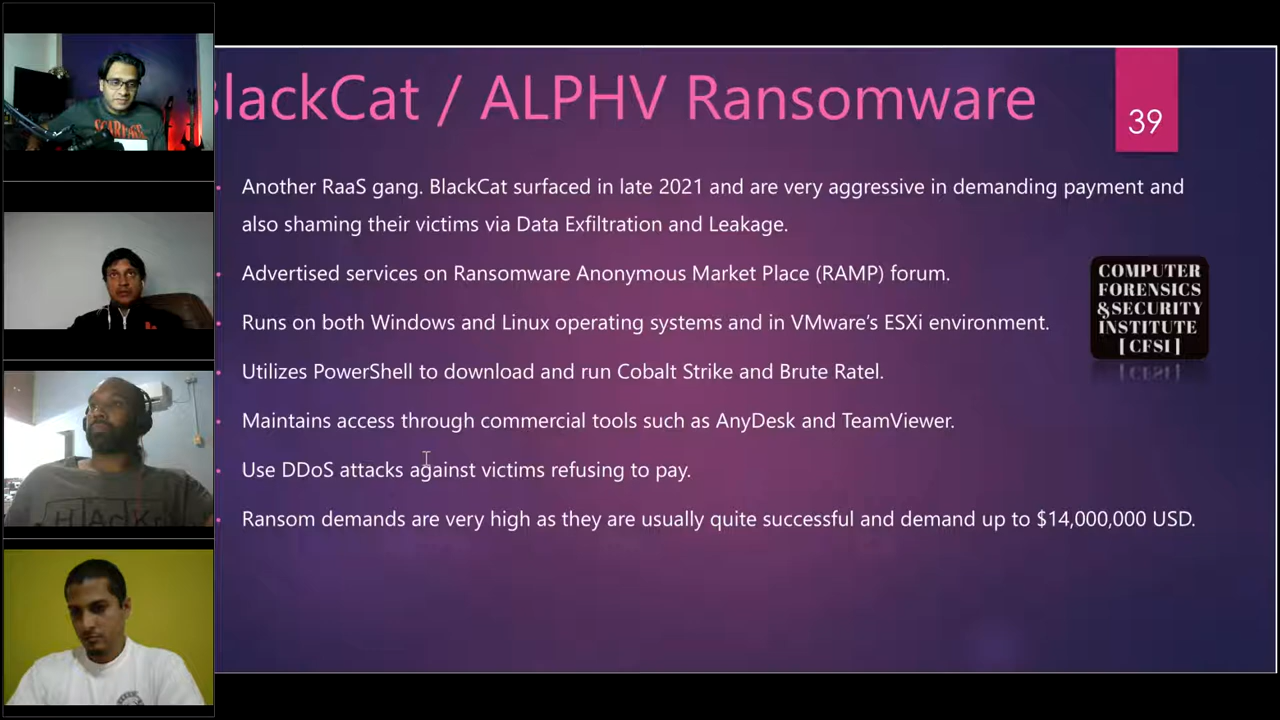 BlackCat / ALPHV Ransomware
39
Another RaaS gang. BlackCat surfaced in late 2021 and are very aggressive in demanding payment and
also shaming their victims via Data Exfiltration and Leakage.
Advertised services on Ransomware Anonymous Market Place (RAMP) forum.
Runs on both Windows and Linux operating systems and in VMware's ESXi environment.
Utilizes PowerShell to download and run Cobalt Strike and Brute Ratel.
Maintains access through commercial tools such as AnyDesk and TeamViewer.
Use DDoS attacks against victims refusing to pay.
Ransom demands are very high as they are usually quite successful and demand up to $14,000,000 USD.
COMPUTER
FORENSICS
&SECURITY
INSTITUTE
[ CFSI ]
SCARFACE